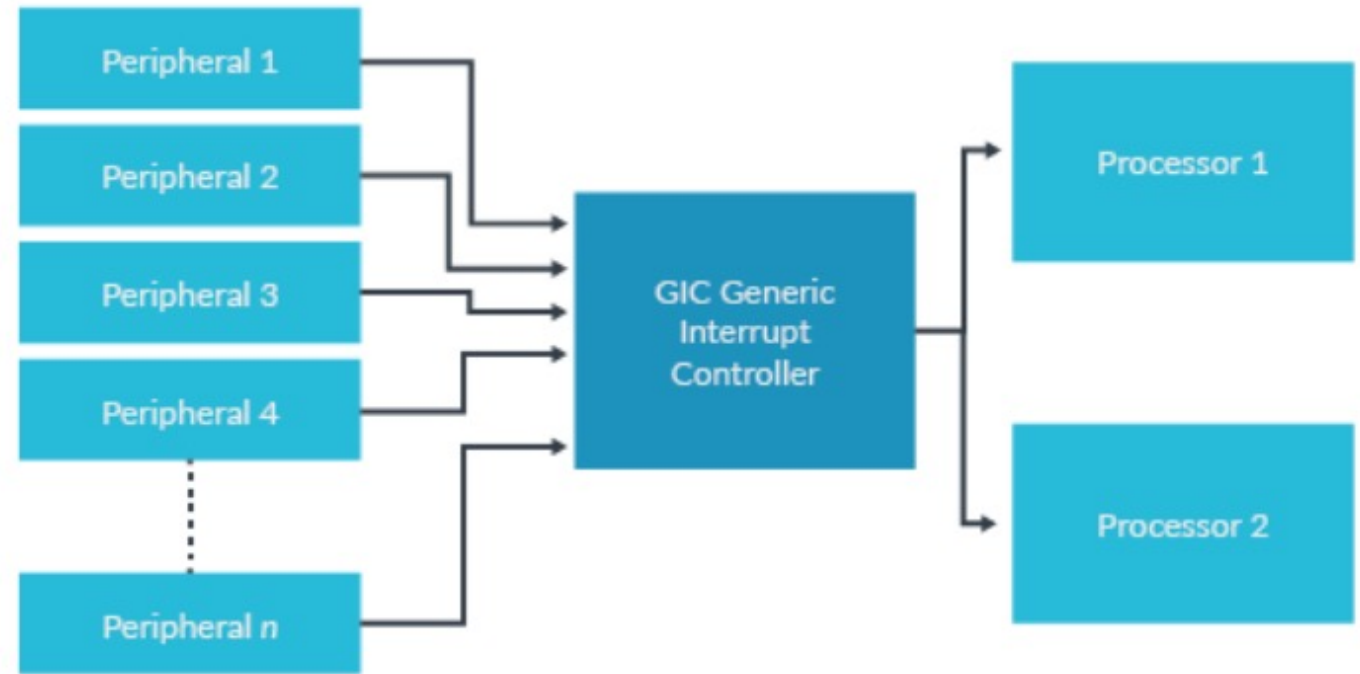 Peripheral 1
Peripheral 2
Peripheral 3
Peripheral 4
Peripheral n
GIC Generic
Interrupt
Controller
Processor 1
Processor 2